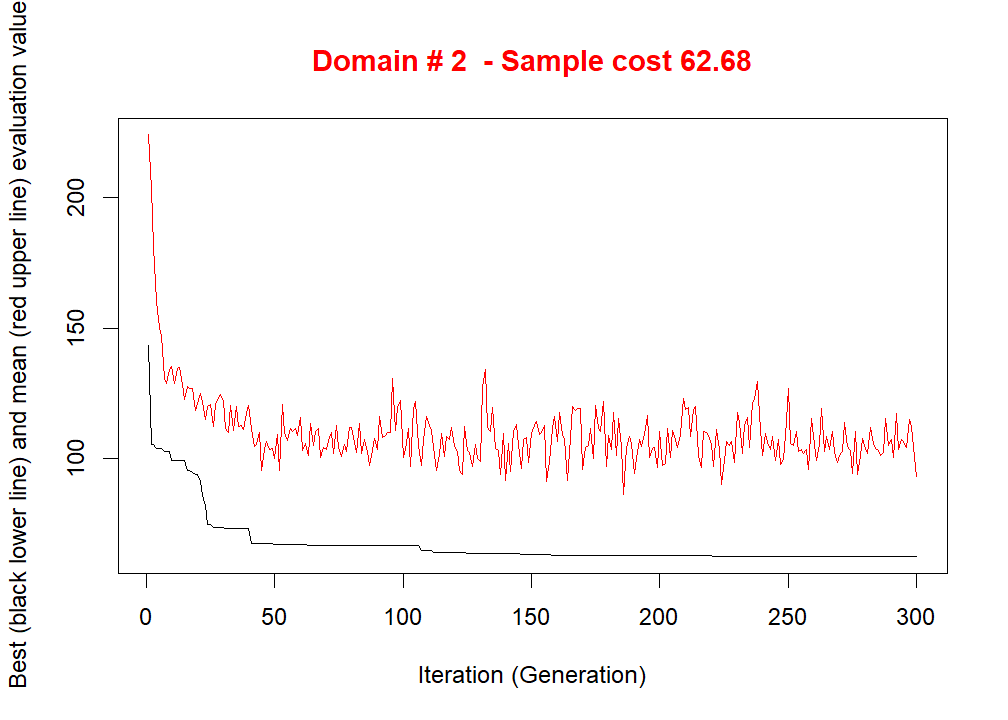 Domain # 2  - Sample cost 62.68
Best (black lower line) and mean (red upper line) evaluation value
200
150
100
0 50 100 150 200 250 300
Iteration (Generation)